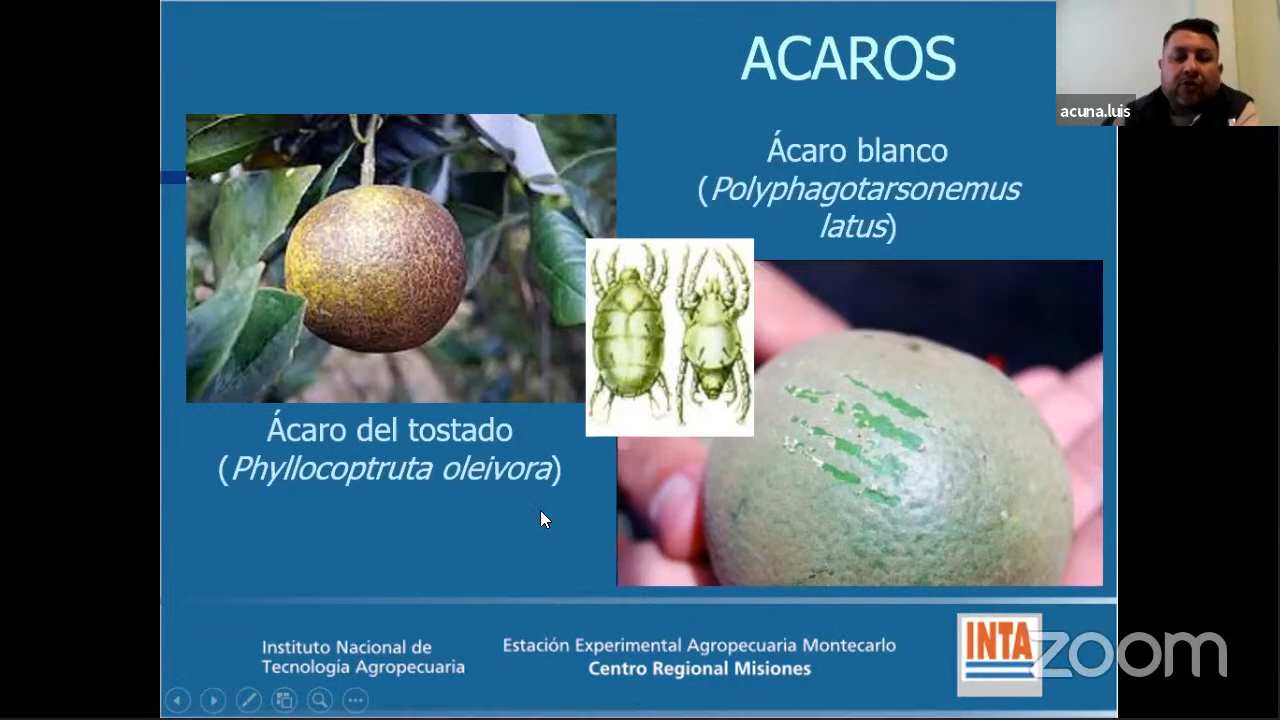 ACAROS
acuna.luis
Ácaro blanco
(Polyphagotarsonemus
latus)
Ácaro del tostado
(Phyllocoptruta oleivora)
Instituto Nacional de
Tecnología Agropecuaria
Estación Experimental Agropecuaria Montecarlo
Centro Regional Misiones
INTA
zoom